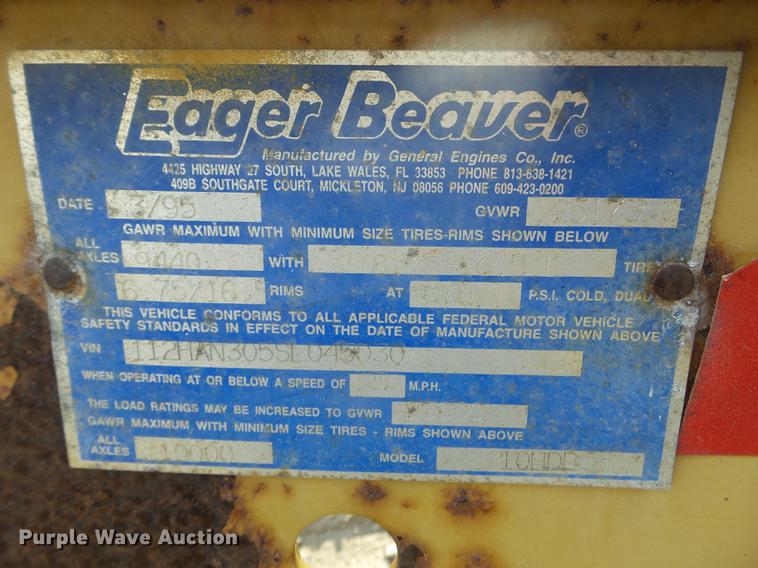 Eager Beaver®
Manufactured by General Engines Co., Inc.
4425 HIGHWAY 27 SOUTH, LAKE WALES, FL 33853 PHONE 813-638-1421
409B SOUTHGATE COURT, MICKLETON, NJ 08056 PHONE 609-423-0200
DATE 3/95 GVWR
GAWR MAXIMUM WITH MINIMUM SIZE TIRES-RIMS SHOWN BELOW
ALL AXLES 9440 WITH TIRE
6.75/16. RIMS AT P.S.I. COLD, DUAL
THIS VEHICLE CONFORMS TO ALL APPLICABLE FEDERAL MOTOR VEHICLE
SAFETY STANDARDS IN EFFECT ON THE DATE OF MANUFACTURE SHOWN ABOVE
VIN
WHEN OPERATING AT OR BELOW A SPEED OF M.P.H.
THE LOAD RATINGS MAY BE INCREASED TO GVWR
GAWR MAXIMUM WITH MINIMUM SIZE TIRES - RIMS SHOWN ABOVE
ALL AXLES 10000 MODEL
Purple Wave Auction